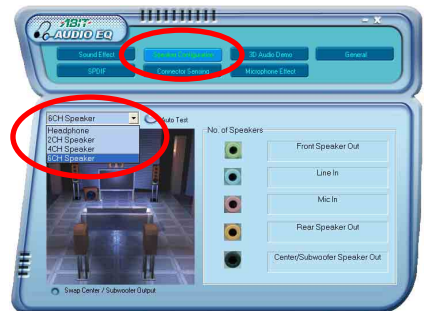 ABIT
AUDIO EQ
Sound Effect
Speaker Configuration
3D Audio Demo
General
SPDIF
Connector Sensing
Microphone Effect
6CH Speaker
Auto Test
Headphone
2CH Speaker
4CH Speaker
6CH Speaker
No. of Speakers
Front Speaker Out
Line In
Mic In
Rear Speaker Out
Center/Subwoofer Speaker Out
Swap Center / Subwoofer Output